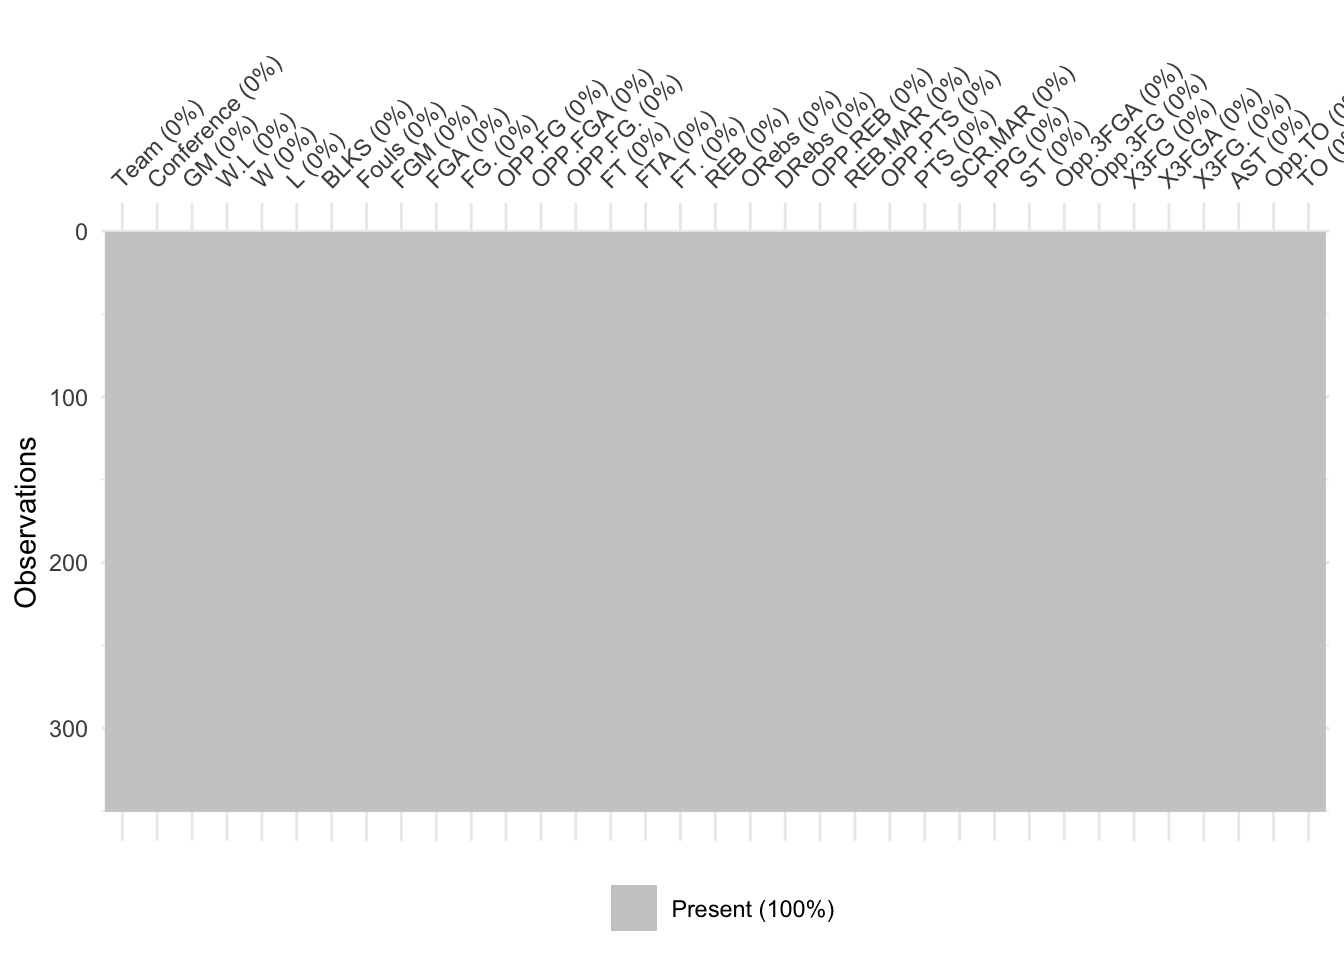 Team (0%)
Conference (0%)
GM (0%)
W.L (0%)
W (0%)
L (0%)
BLKS (0%)
Fouls (0%)
FGM (0%)
FGA (0%)
FG. (0%)
OPP.FG (0%)
OPP.FGA (0%)
OPP.FG. (0%)
FT (0%)
FTA (0%)
FT. (0%)
REB (0%)
ORebs (0%)
DRebs (0%)
OPP.REB (0%)
REB.MAR (0%)
OPP.PTS (0%)
PTS (0%)
SCR.MAR (0%)
PPG (0%)
ST (0%)
Opp.3FGA (0%)
Opp.3FG (0%)
X3FG (0%)
X3FGA (0%)
X3FG. (0%)
AST (0%)
Opp.TO
TO
0
100
200
300
Observations
Present (100%)